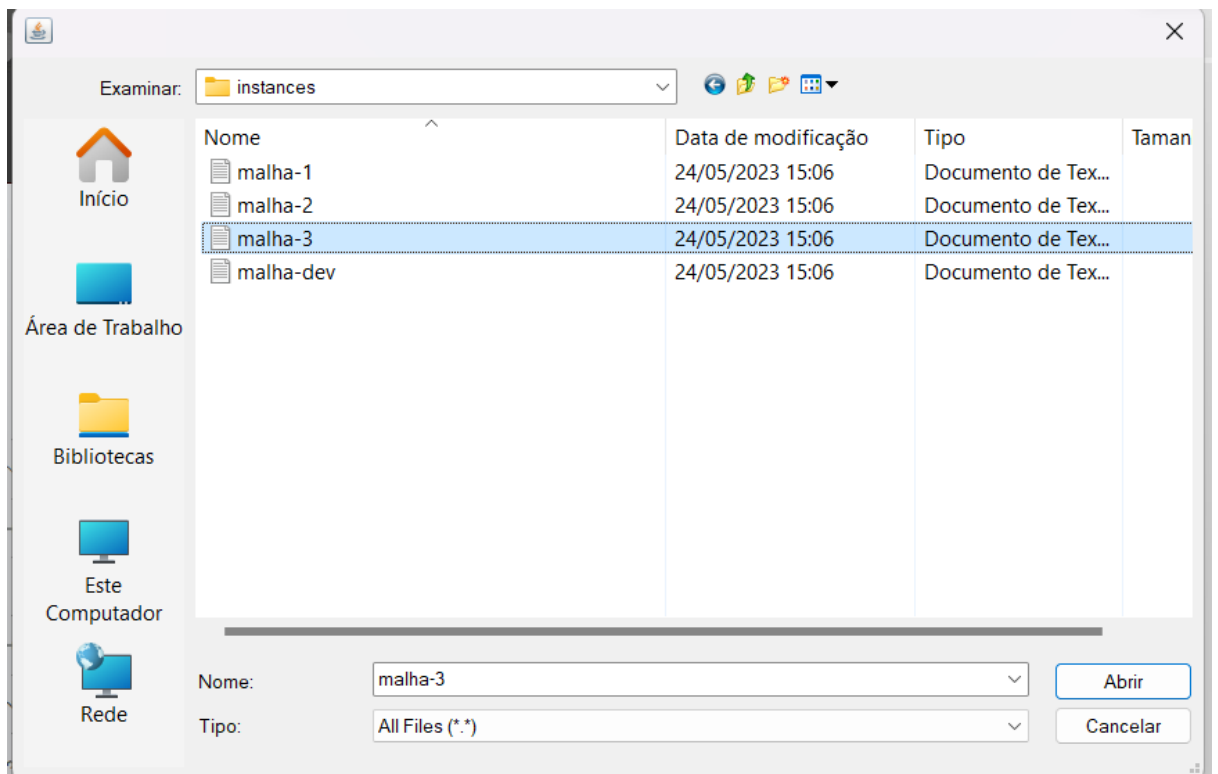 Examinar: instances
Nome Data de modificação Tipo Taman
malha-1 24/05/2023 15:06 Documento de Tex...
malha-2 24/05/2023 15:06 Documento de Tex...
malha-3 24/05/2023 15:06 Documento de Tex...
malha-dev 24/05/2023 15:06 Documento de Tex...
Início
Área de Trabalho
Bibliotecas
Este
Computador
Rede
Nome: malha-3 Abrir
Tipo: All Files (*.*) Cancelar